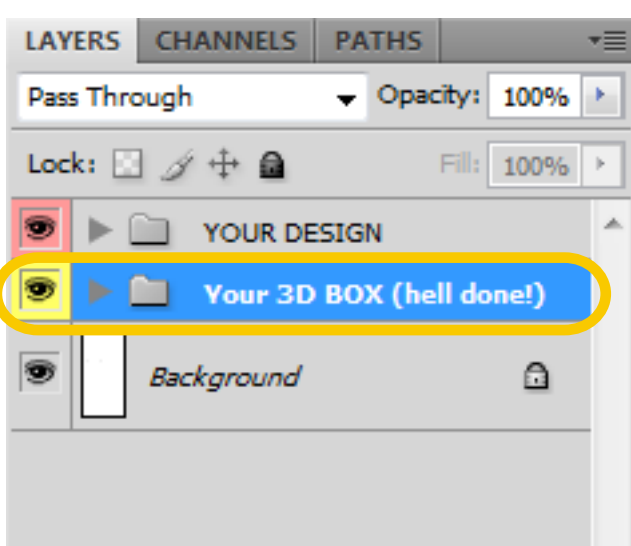 LAYERS CHANNELS PATHS
Pass Through Opacity: 100%
Lock: Fill: 100%
YOUR DESIGN
Your 3D BOX (hell done!)
Background